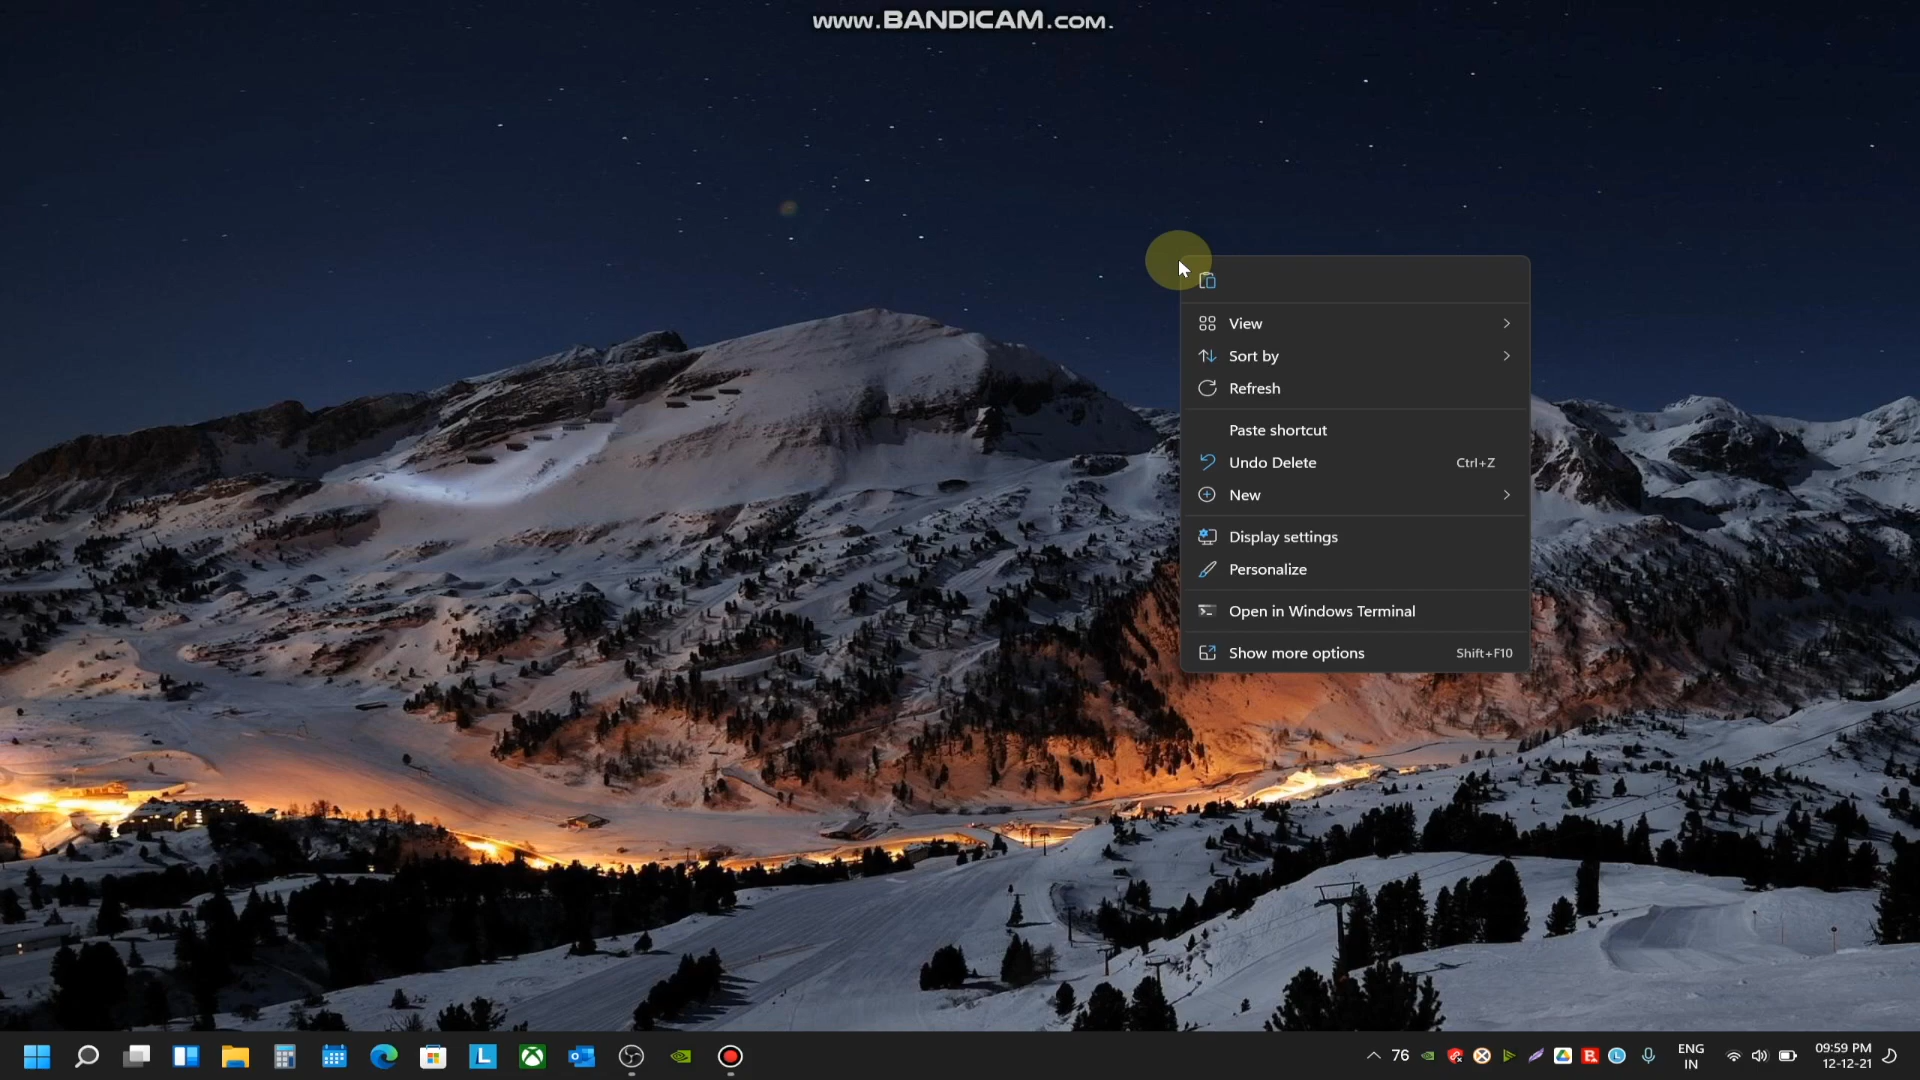 www.BANDICAM.com.
View
Sort by
Refresh
Paste shortcut
Undo Delete Ctrl+Z
New
Display settings
Personalize
Open in Windows Terminal
Show more options Shift+F10
L
76
ENG
IN
09:59 PM
12-12-21